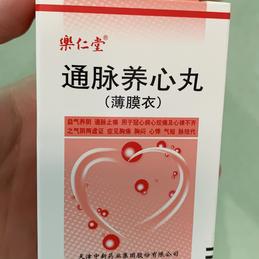 樂仁堂®
通脉养心丸
(薄膜衣)
益气养阴 通脉止痛 用于冠心病心绞痛及心律不齐
之气阴两虚证 症见胸痛 胸闷 心悸 气短 脉结代
天津中新药业集团股份有限公司